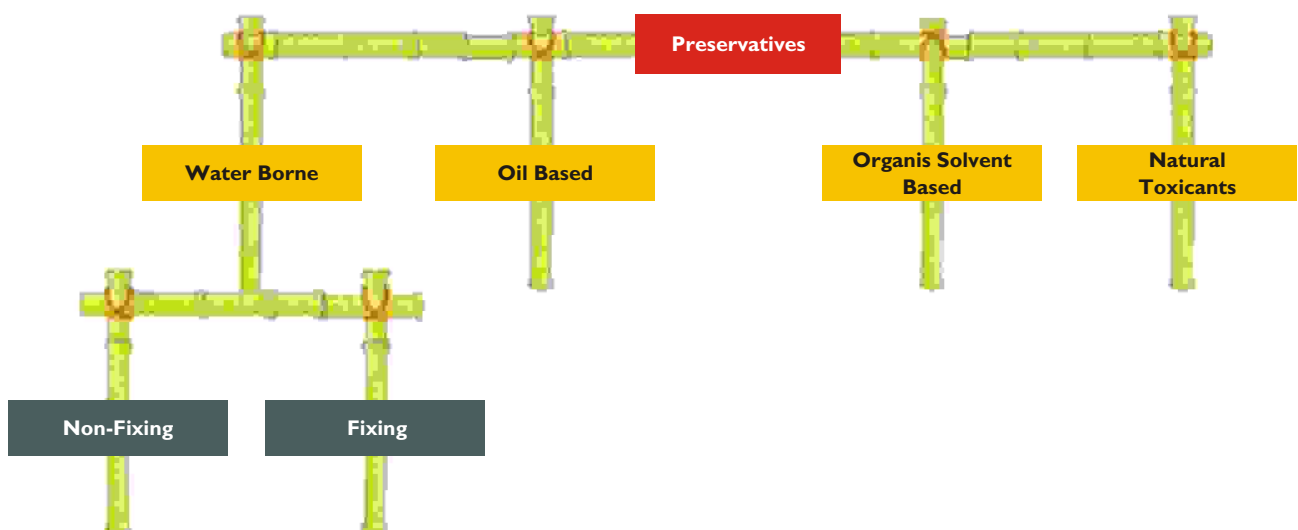 Preservatives
Water Borne
Oil Based
Organis Solvent
Based
Natural
Toxicants
Non-Fixing
Fixing